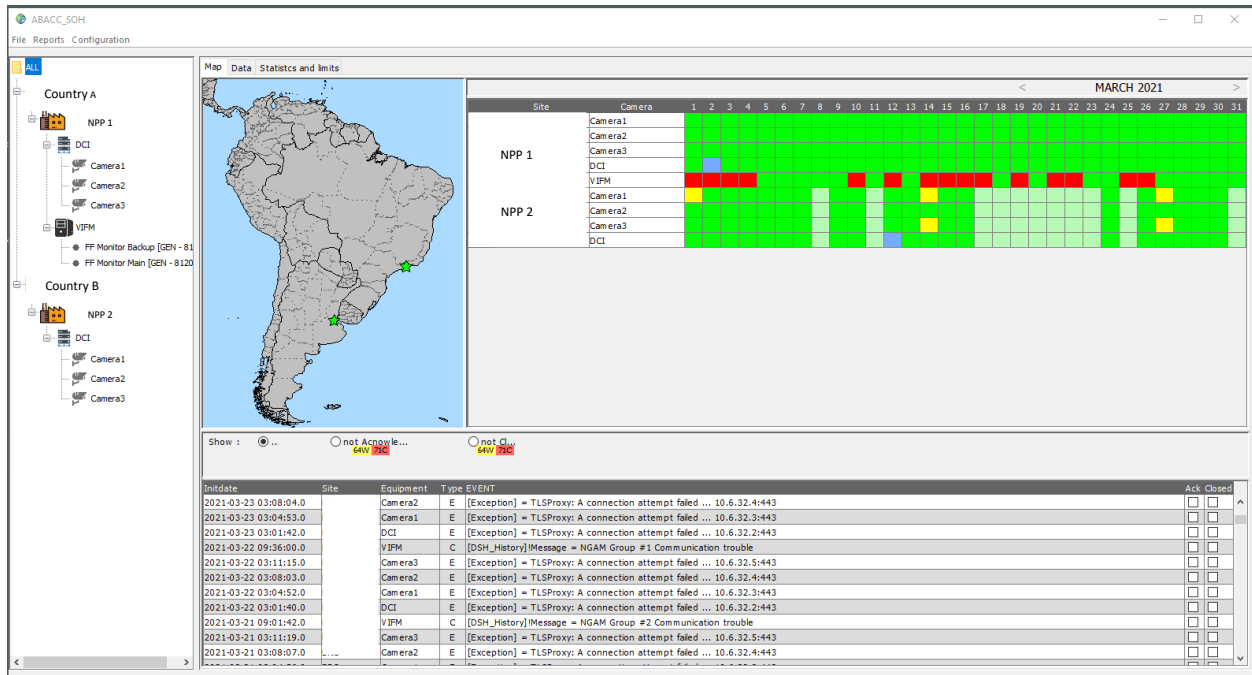 ABACC_SOH
File Reports Configuration
ALL
Country A
NPP 1
DCI
Camera1
Camera2
Camera3
VIFM
FF Monitor Backup [GEN - 81
FF Monitor Main [GEN - 8120
Country B
NPP 2
DCI
Camera1
Camera2
Camera3
Map Data Statistcs and limits
< MARCH 2021 >
Site Camera 1 2 3 4 5 6 7 8 9 10 11 12 13 14 15 16 17 18 19 20 21 22 23 24 25 26 27 28 29 30 31
NPP 1
Camera1
Camera2
Camera3
DCI
VIFM
NPP 2
Camera1
Camera2
Camera3
DCI
Show : .. not Acnowle... not Cl...
64W 71C 64W 71C
Initdate Site Equipment Type EVENT Ack Closed
2021-03-23 03:08:04.0 Camera2 E [Exception] = TLSProxy: A connection attempt failed ... 10.6.32.4:443
2021-03-23 03:04:53.0 Camera1 E [Exception] = TLSProxy: A connection attempt failed ... 10.6.32.3:443
2021-03-23 03:01:42.0 DCI E [Exception] = TLSProxy: A connection attempt failed ... 10.6.32.2:443
2021-03-22 09:36:00.0 VIFM C [DSH_History]!Message = NGAM Group #1 Communication trouble
2021-03-22 03:11:15.0 Camera3 E [Exception] = TLSProxy: A connection attempt failed ... 10.6.32.5:443
2021-03-22 03:08:03.0 Camera2 E [Exception] = TLSProxy: A connection attempt failed ... 10.6.32.4:443
2021-03-22 03:04:52.0 Camera1 E [Exception] = TLSProxy: A connection attempt failed ... 10.6.32.3:443
2021-03-22 03:01:40.0 DCI E [Exception] = TLSProxy: A connection attempt failed ... 10.6.32.2:443
2021-03-21 09:01:42.0 VIFM C [DSH_History]!Message = NGAM Group #2 Communication trouble
2021-03-21 03:11:19.0 Camera3 E [Exception] = TLSProxy: A connection attempt failed ... 10.6.32.5:443
2021-03-21 03:08:07.0 Camera2 E [Exception] = TLSProxy: A connection attempt failed ... 10.6.32.4:443